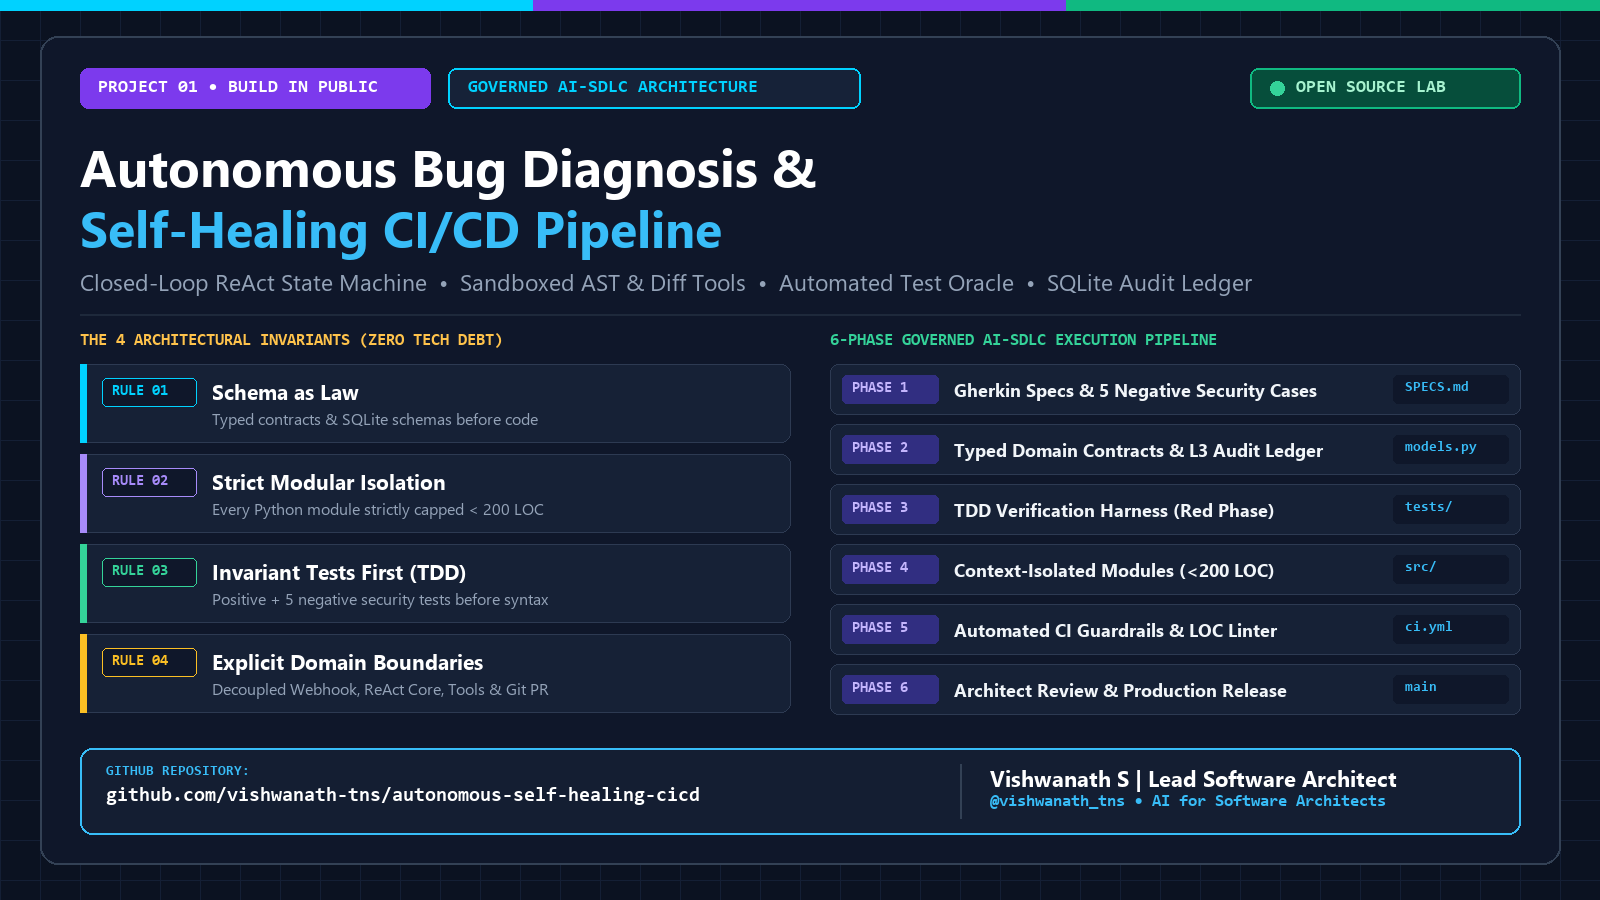 PROJECT 01 • BUILD IN PUBLIC
GOVERNED AI-SDLC ARCHITECTURE
OPEN SOURCE LAB
Autonomous Bug Diagnosis &
Self-Healing CI/CD Pipeline
Closed-Loop ReAct State Machine • Sandboxed AST & Diff Tools • Automated Test Oracle • SQLite Audit Ledger
THE 4 ARCHITECTURAL INVARIANTS (ZERO TECH DEBT)
RULE 01
Schema as Law
Typed contracts & SQLite schemas before code
RULE 02
Strict Modular Isolation
Every Python module strictly capped < 200 LOC
RULE 03
Invariant Tests First (TDD)
Positive + 5 negative security tests before syntax
RULE 04
Explicit Domain Boundaries
Decoupled Webhook, ReAct Core, Tools & Git PR
6-PHASE GOVERNED AI-SDLC EXECUTION PIPELINE
PHASE 1
Gherkin Specs & 5 Negative Security Cases
SPECS.md
PHASE 2
Typed Domain Contracts & L3 Audit Ledger
models.py
PHASE 3
TDD Verification Harness (Red Phase)
tests/
PHASE 4
Context-Isolated Modules (<200 LOC)
src/
PHASE 5
Automated CI Guardrails & LOC Linter
ci.yml
PHASE 6
Architect Review & Production Release
main
GITHUB REPOSITORY:
github.com/vishwanath-tns/autonomous-self-healing-cicd
Vishwanath S | Lead Software Architect
@vishwanath_tns • AI for Software Architects